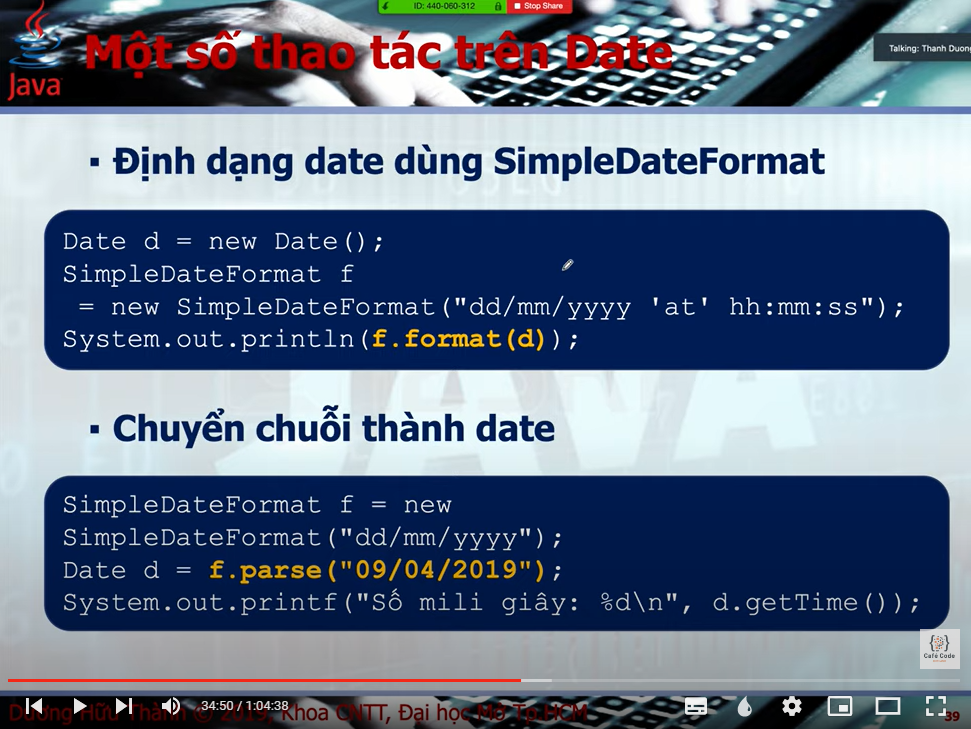 ID: 440-060-312
Stop Share
Một số thao tác trên Date
Talking: Thanh Duong
Java
▪ Định dạng date dùng SimpleDateFormat
Date d = new Date();
SimpleDateFormat f
= new SimpleDateFormat("dd/mm/yyyy 'at' hh:mm:ss");
System.out.println(f.format(d));
▪ Chuyển chuỗi thành date
SimpleDateFormat f = new
SimpleDateFormat("dd/mm/yyyy");
Date d = f.parse("09/04/2019");
System.out.printf("Số mili giây: %d\n", d.getTime());
Café Code
34:50 / 1:04:38
Dương Hữu Thành © 2019, Khoa CNTT, Đại học Mở Tp.HCM
39